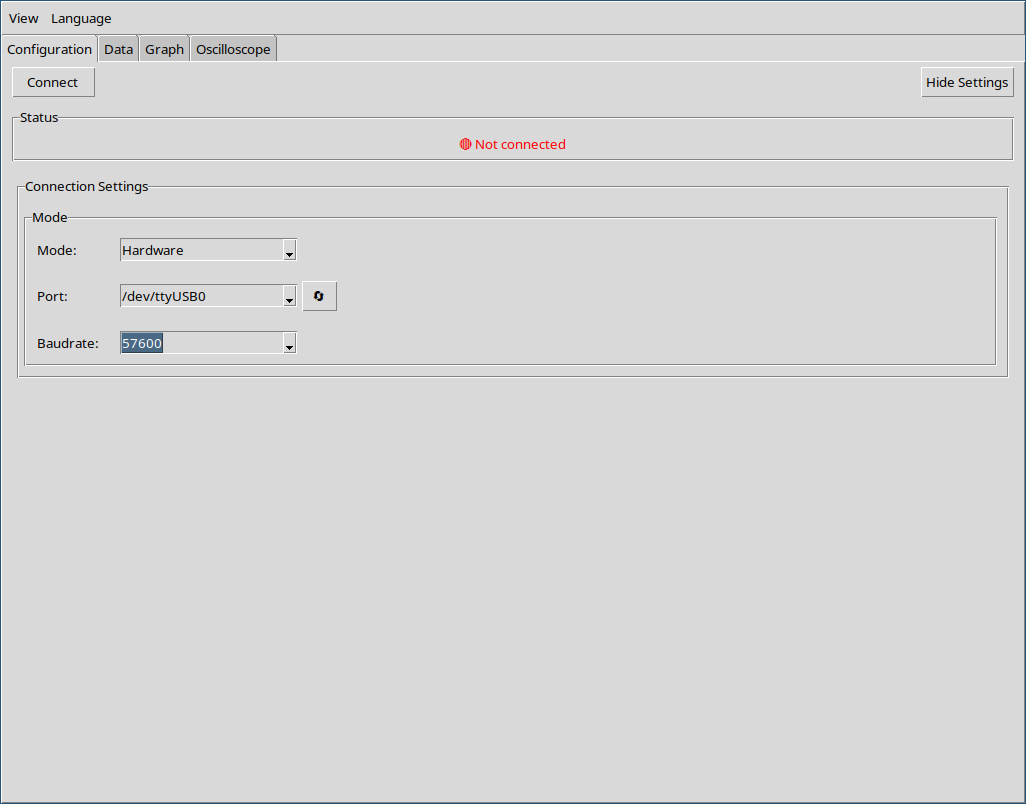 View Language
Configuration Data Graph Oscilloscope
Connect Hide Settings
Status
Not connected
Connection Settings
Mode
Mode: Hardware
Port: /dev/ttyUSB0
Baudrate: 57600